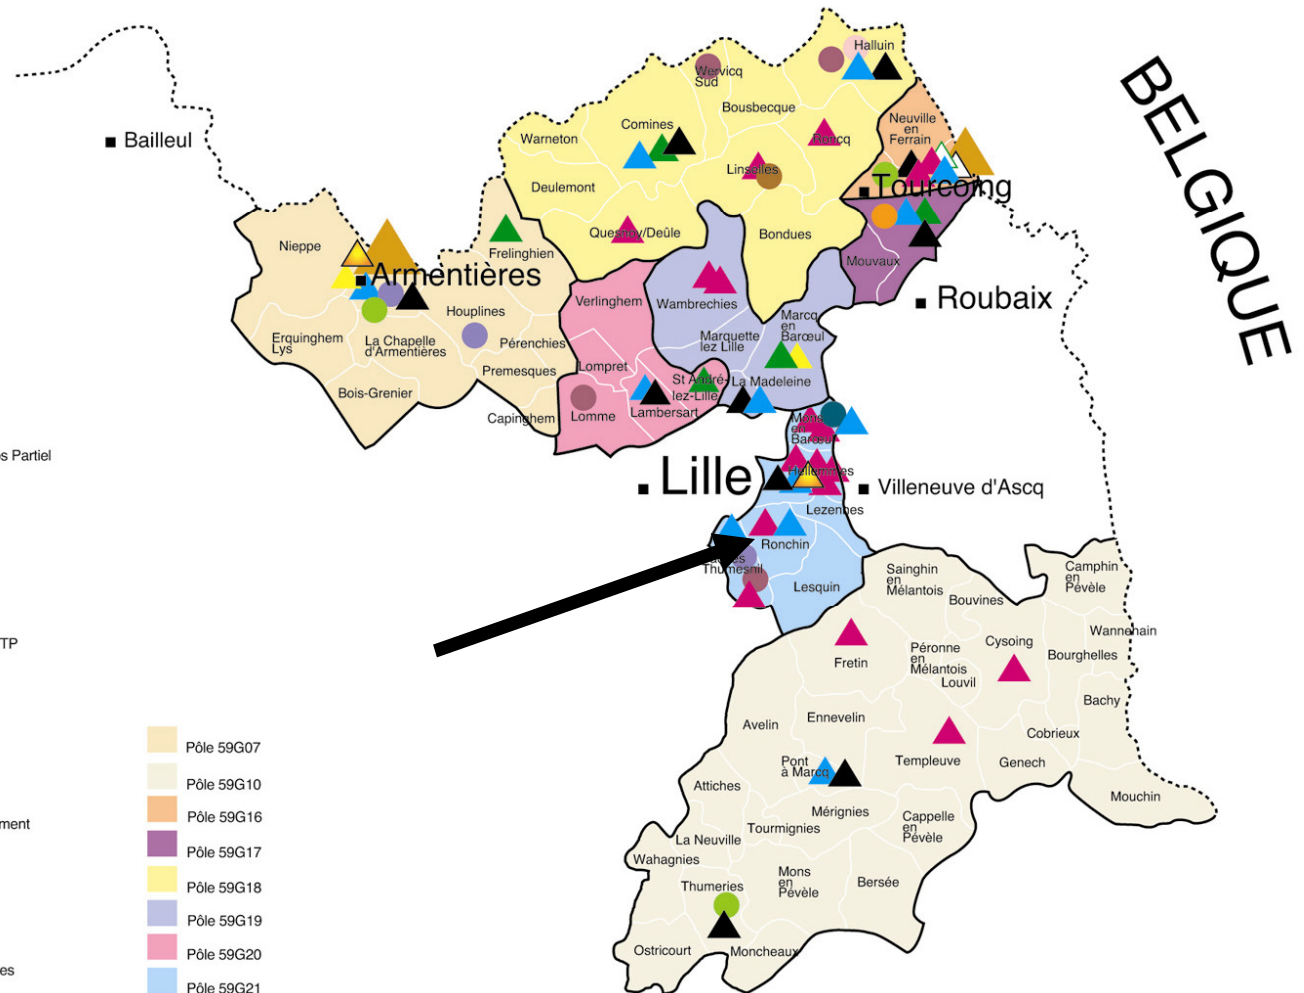 BELGIQUE
Halluin
Wervicq
Sud
Bousbecque
Neuville
en
Ferrain
Comines
Warneton
Roncq
Bailleul
Linselles
Deulemont
Tourcoing
Quesnoy/Deûle
Bondues
Nieppe
Frelinghien
Mouvaux
Armentières
Verlinghem
Wambrechies
Roubaix
Houplines
Marcq
en
Barœul
Erquinghem
Lys
La Chapelle
d'Armentières
Pérenchies
Marquette
lez Lille
Premesques
Lompret
Bois-Grenier
St André-
lez-Lille
La Madeleine
Capinghem
Lomme
Lambersart
Mons
en
Barœul
s Partiel
Lille
Hellemmes
Villeneuve d'Ascq
Lezennes
Ronchin
Thumesnil
Lesquin
Sainghin
en
Mélantois
Camphin
en
Pévèle
Bouvines
TP
Wannehain
Cysoing
Péronne
en
Mélantois
Louvil
Bourghelles
Fretin
Bachy
Avelin
Ennevelin
Cobrieux
Pont
à Marcq
Templeuve
Genech
Attiches
Mouchin
Mérignies
Cappelle
en
Pévèle
ment
Tourmignies
La Neuville
Wahagnies
Mons
en
Pévèle
Thumeries
Bersée
Ostricourt
Moncheaux
es
Pôle 59G07
Pôle 59G10
Pôle 59G16
Pôle 59G17
Pôle 59G18
Pôle 59G19
Pôle 59G20
Pôle 59G21